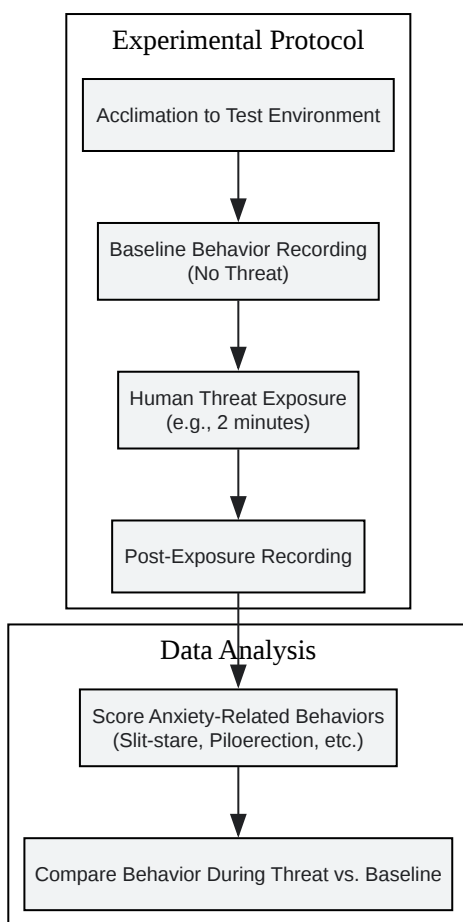 Experimental Protocol
Acclimation to Test Environment
Baseline Behavior Recording
(No Threat)
Human Threat Exposure
(e.g., 2 minutes)
Post-Exposure Recording
Data Analysis
Score Anxiety-Related Behaviors
(Slit-stare, Piloerection, etc.)
Compare Behavior During Threat vs. Baseline